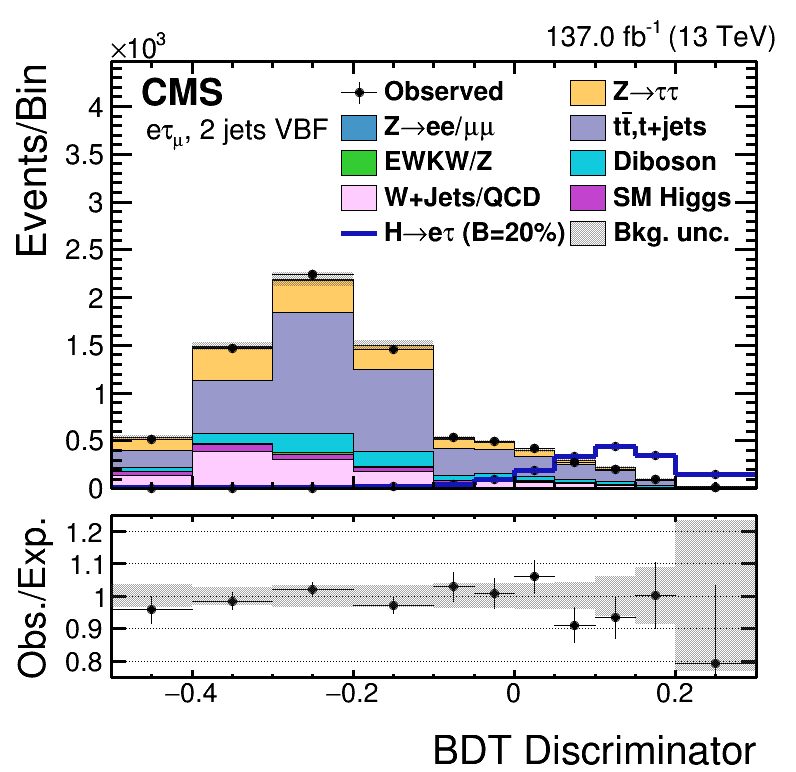 ×10³
137.0 fb⁻¹ (13 TeV)
Events/Bin
CMS
eτμ, 2 jets VBF
Observed
Z→ττ
Z→ee/μμ
tt̄,t+jets
EWKW/Z
Diboson
W+Jets/QCD
SM Higgs
H→eτ (B=20%)
Bkg. unc.
4
3.5
3
2.5
2
1.5
1
0.5
0
Obs./Exp.
1.2
1.1
1
0.9
0.8
−0.4
−0.2
0
0.2
BDT Discriminator